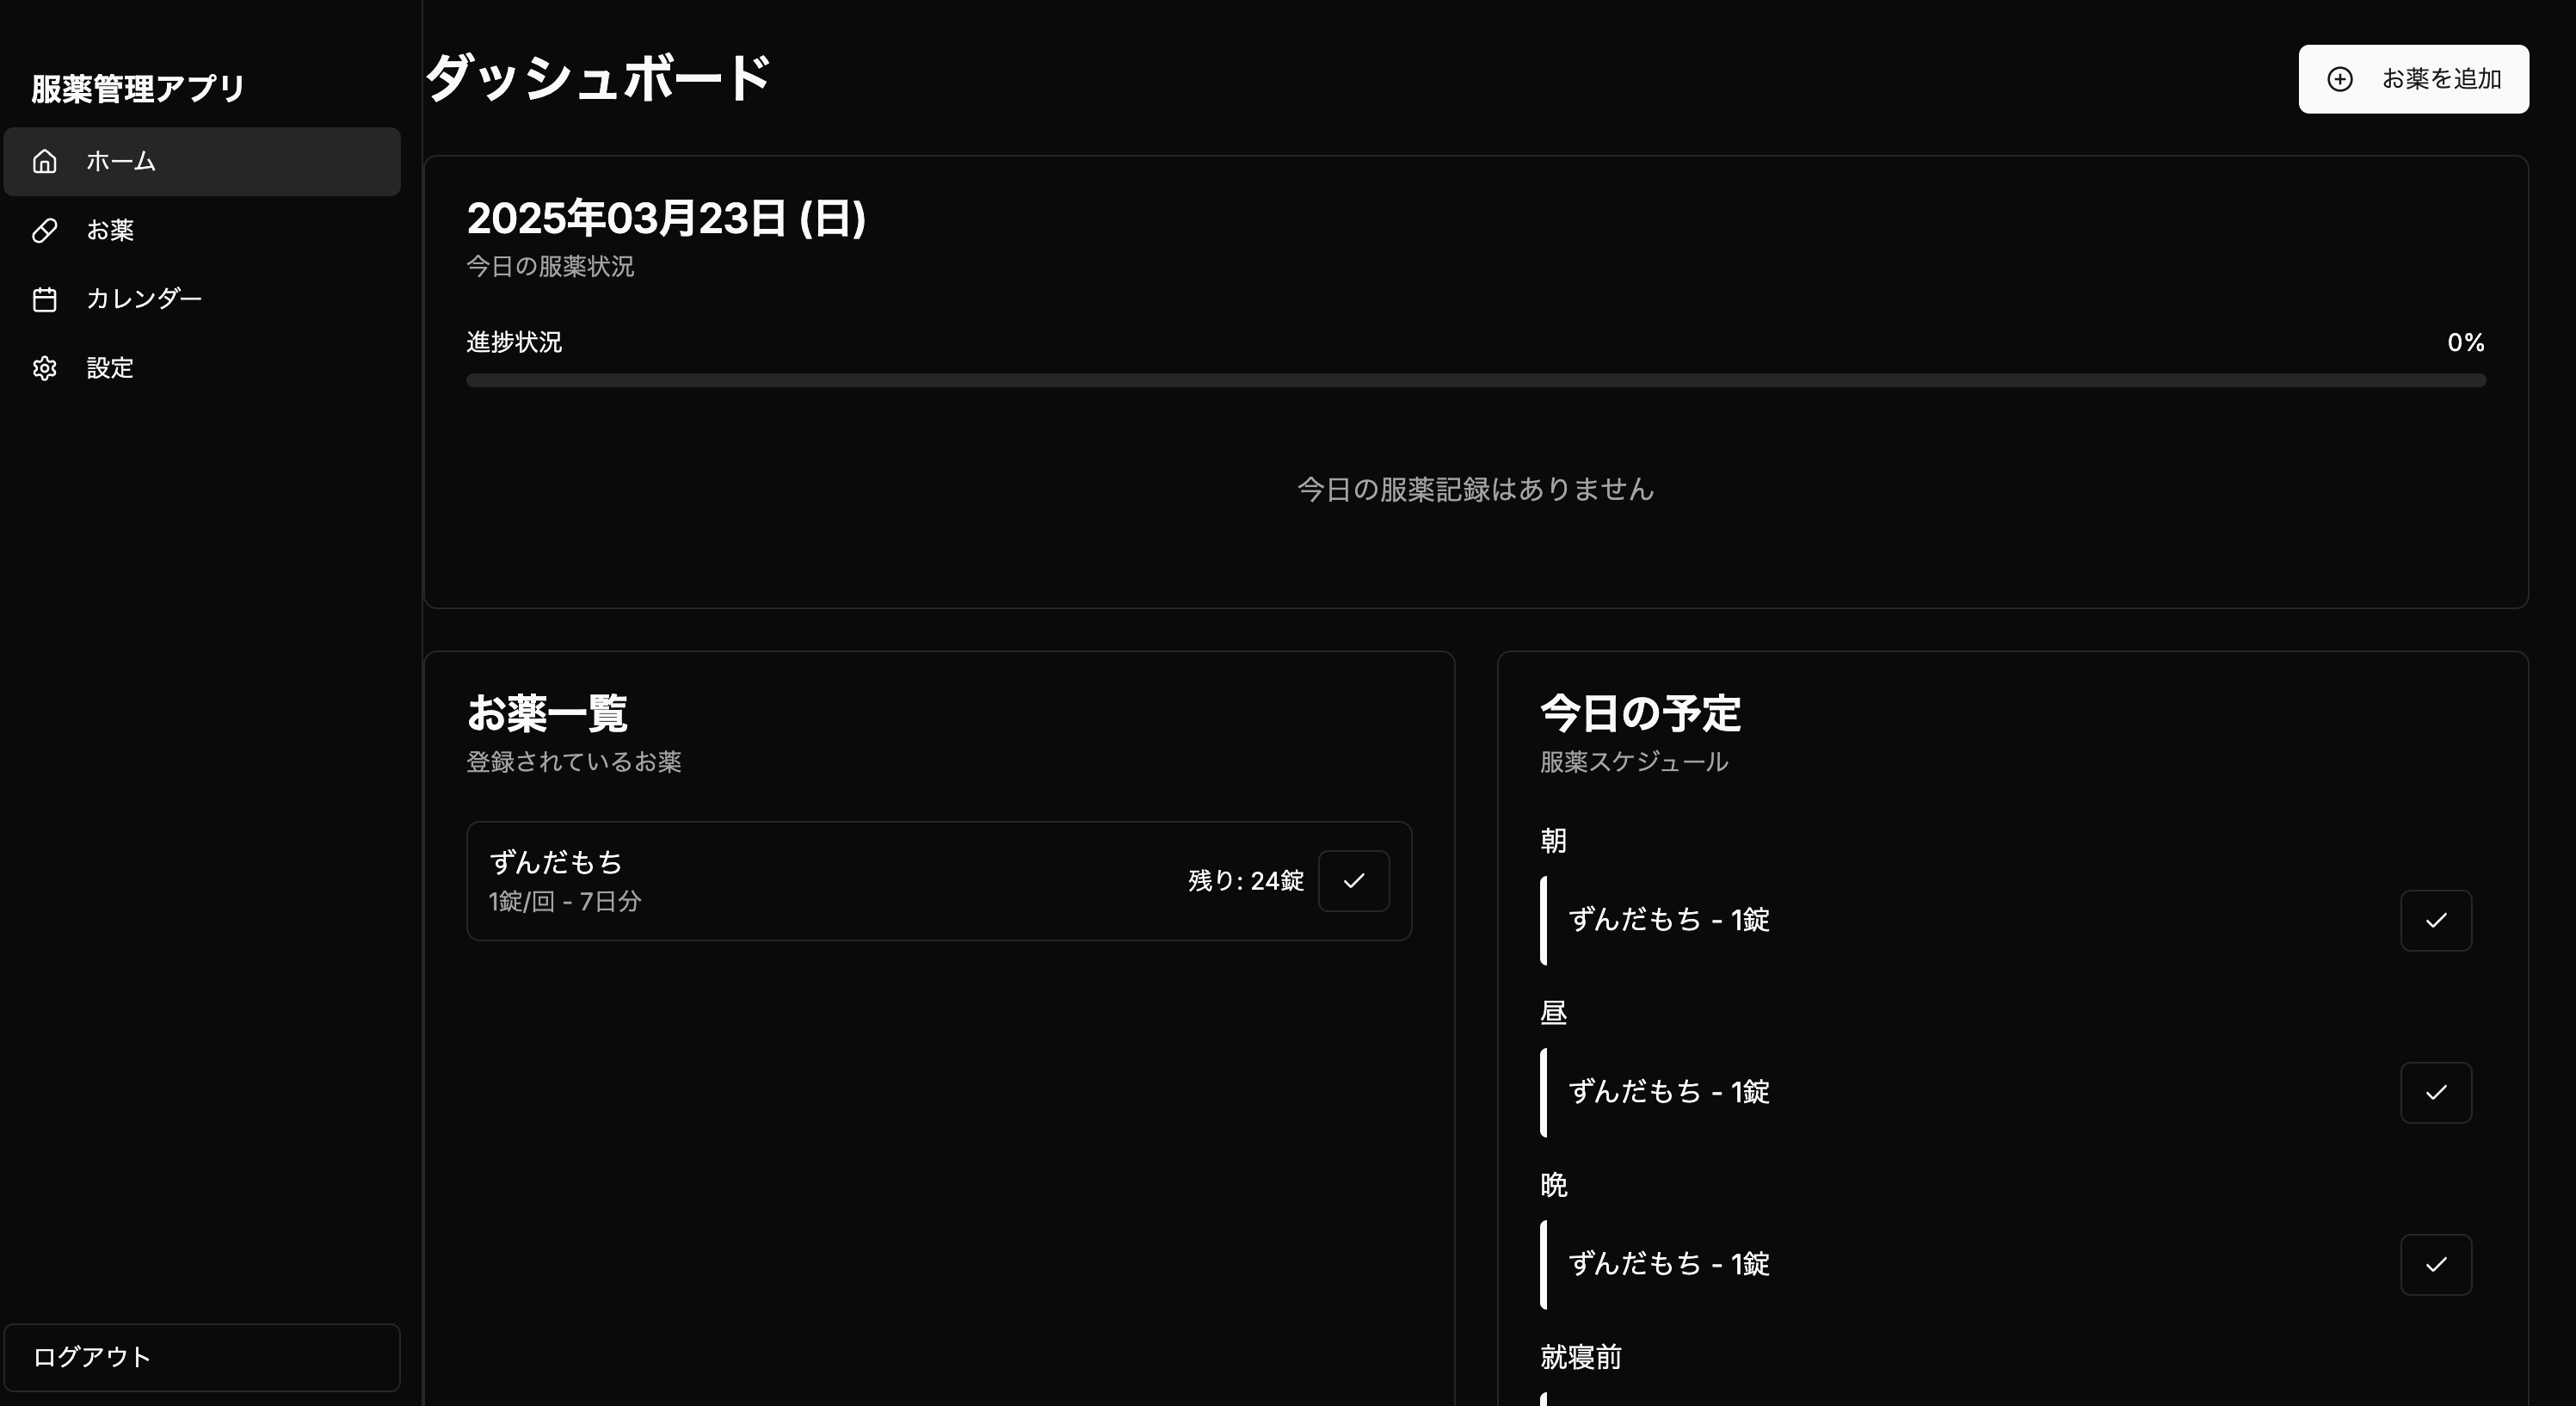 服薬管理アプリ
ホーム
お薬
カレンダー
設定
ログアウト
ダッシュボード
お薬を追加
2025年03月23日 (日)
今日の服薬状況
進捗状況
0%
今日の服薬記録はありません
お薬一覧
登録されているお薬
ずんだもち
1錠/回 - 7日分
残り: 24錠
今日の予定
服薬スケジュール
朝
ずんだもち - 1錠
昼
ずんだもち - 1錠
晩
ずんだもち - 1錠
就寝前